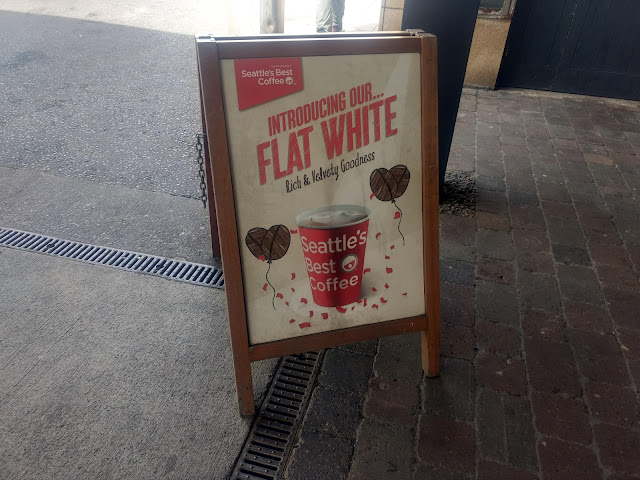 Seattle's Best
Coffee
INTRODUCING OUR...
FLAT WHITE
Rich & Velvety Goodness
Seattle's
Best
Coffee